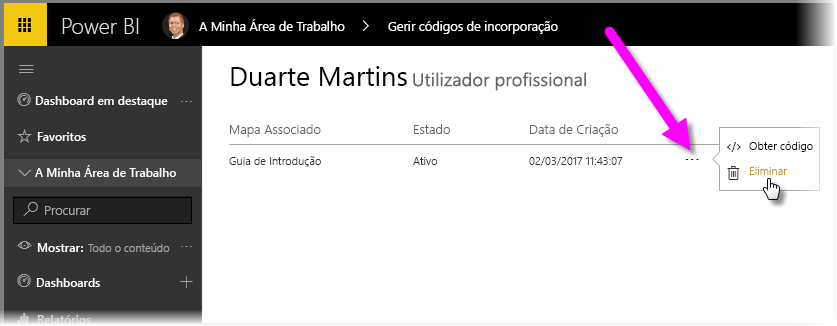 Power BI A Minha Área de Trabalho Gerir códigos de incorporação
Duarte Martins Utilizador profissional
Dashboard em destaque ...
Favoritos
A Minha Área de Trabalho
Procurar
Mostrar: Todo o conteúdo ...
Dashboards +
Relatórios
Mapa Associado Estado Data de Criação
Guia de Introdução Ativo 02/03/2017 11:43:07 ...
Obter código
Eliminar